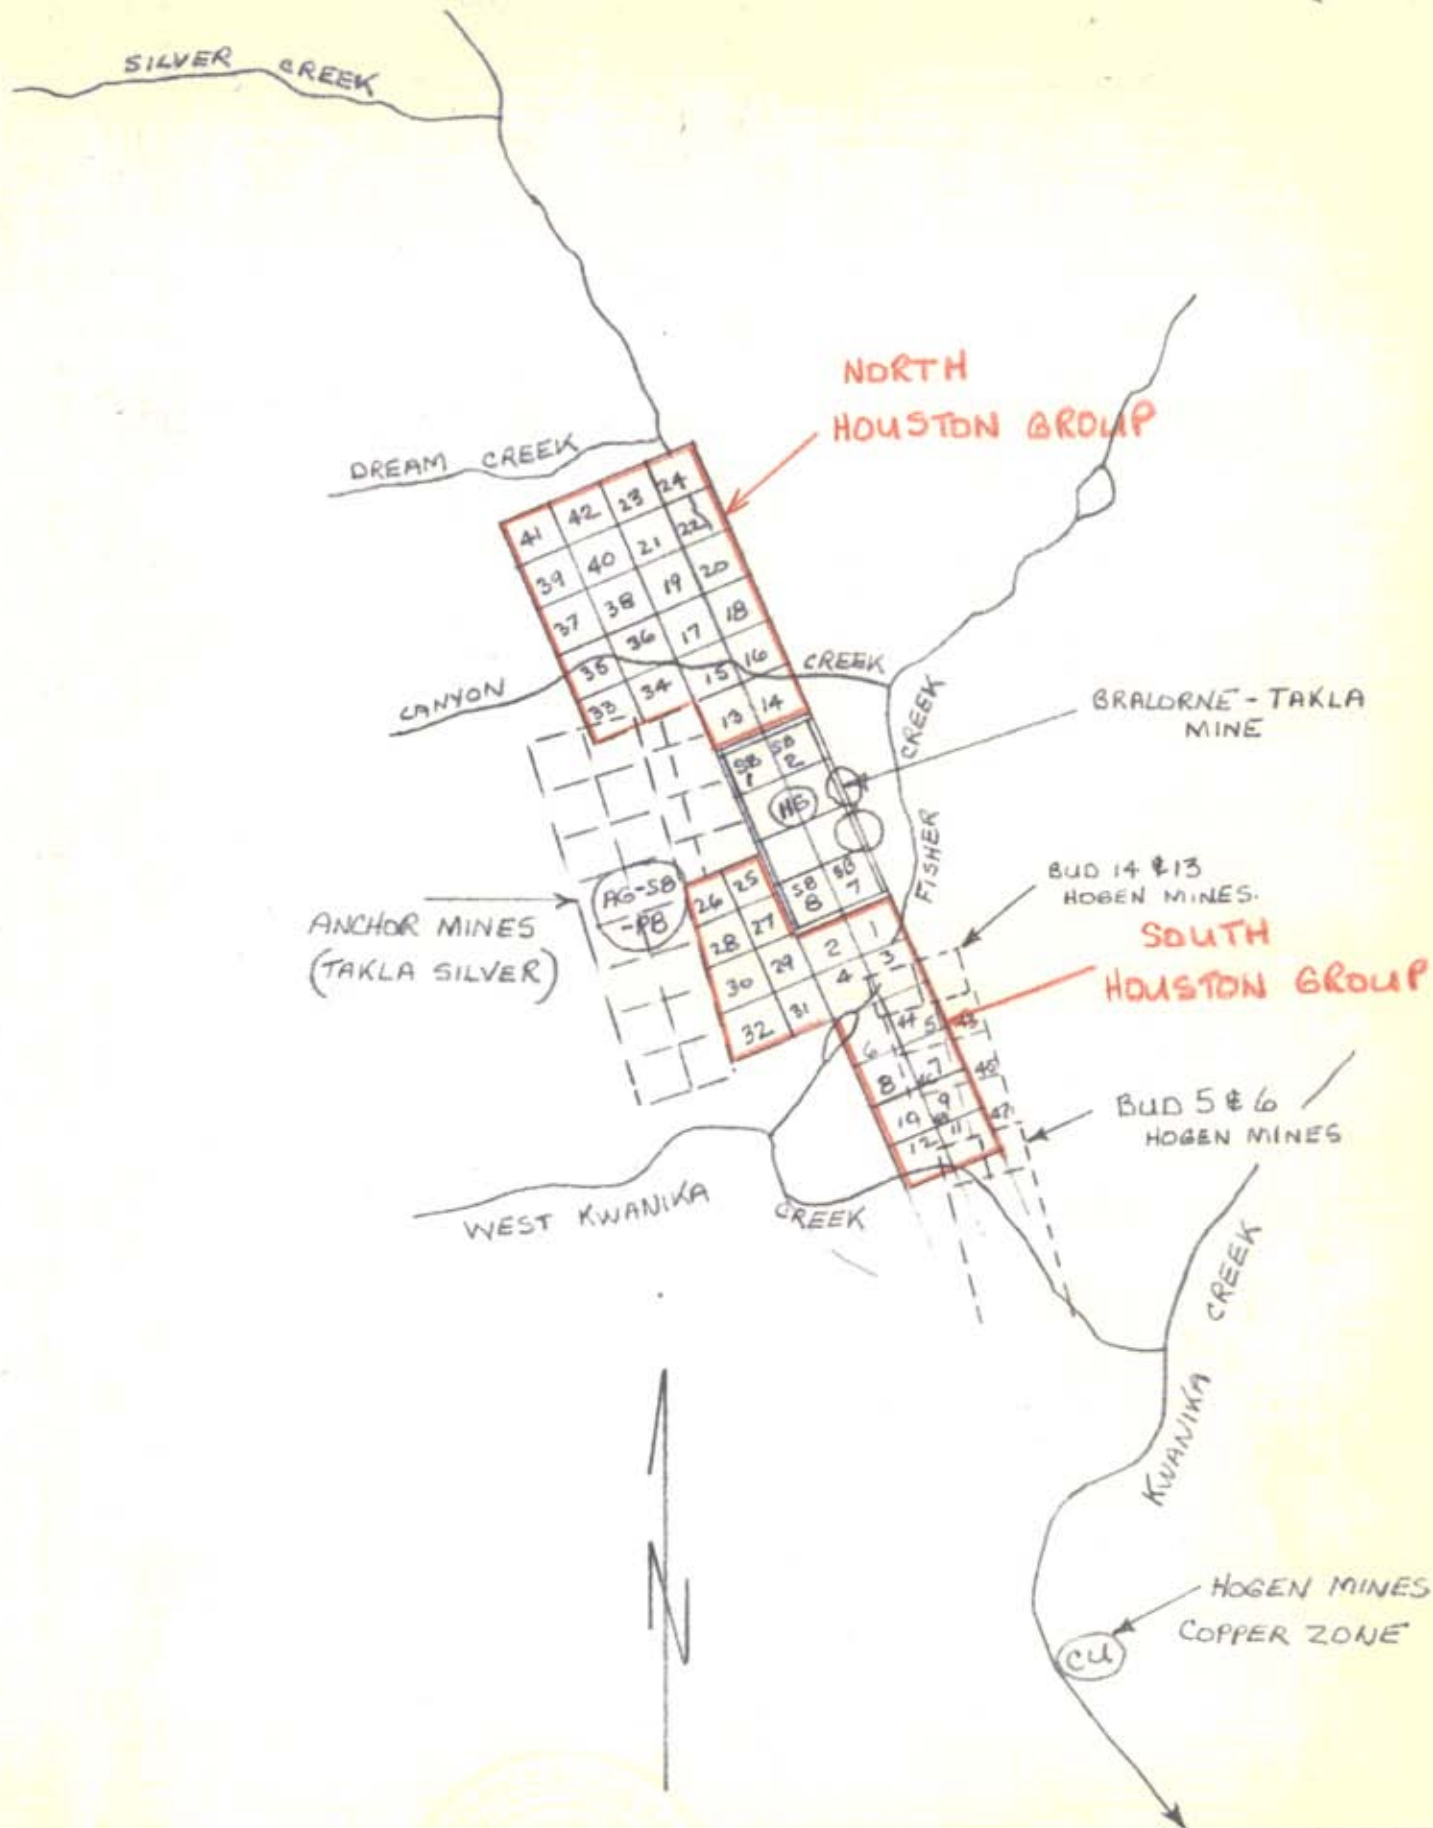 SILVER CREEK
NORTH
HOUSTON GROUP
DREAM CREEK
41 42 23 24
39 40 21 22
37 38 19 20
35 36 17 18
33 34 15 16
13 14
CANYON CREEK
CREEK
FISHER
BRALORNE - TAKLA
MINE
SB 1
SB 2
HG
SB 8
SB 7
BUD 14 & 13
HOGEN MINES.
AG-SB
-PB
ANCHOR MINES
(TAKLA SILVER)
26 25
28 27
30 29
32 31
2 1
4 3
SOUTH
HOUSTON GROUP
6 44 5 43
8 7 45
10 9 47
12 11
BUD 5 & 6
HOGEN MINES
WEST KWANIKA CREEK
CREEK
KWANIKA
N
HOGEN MINES
COPPER ZONE
CU